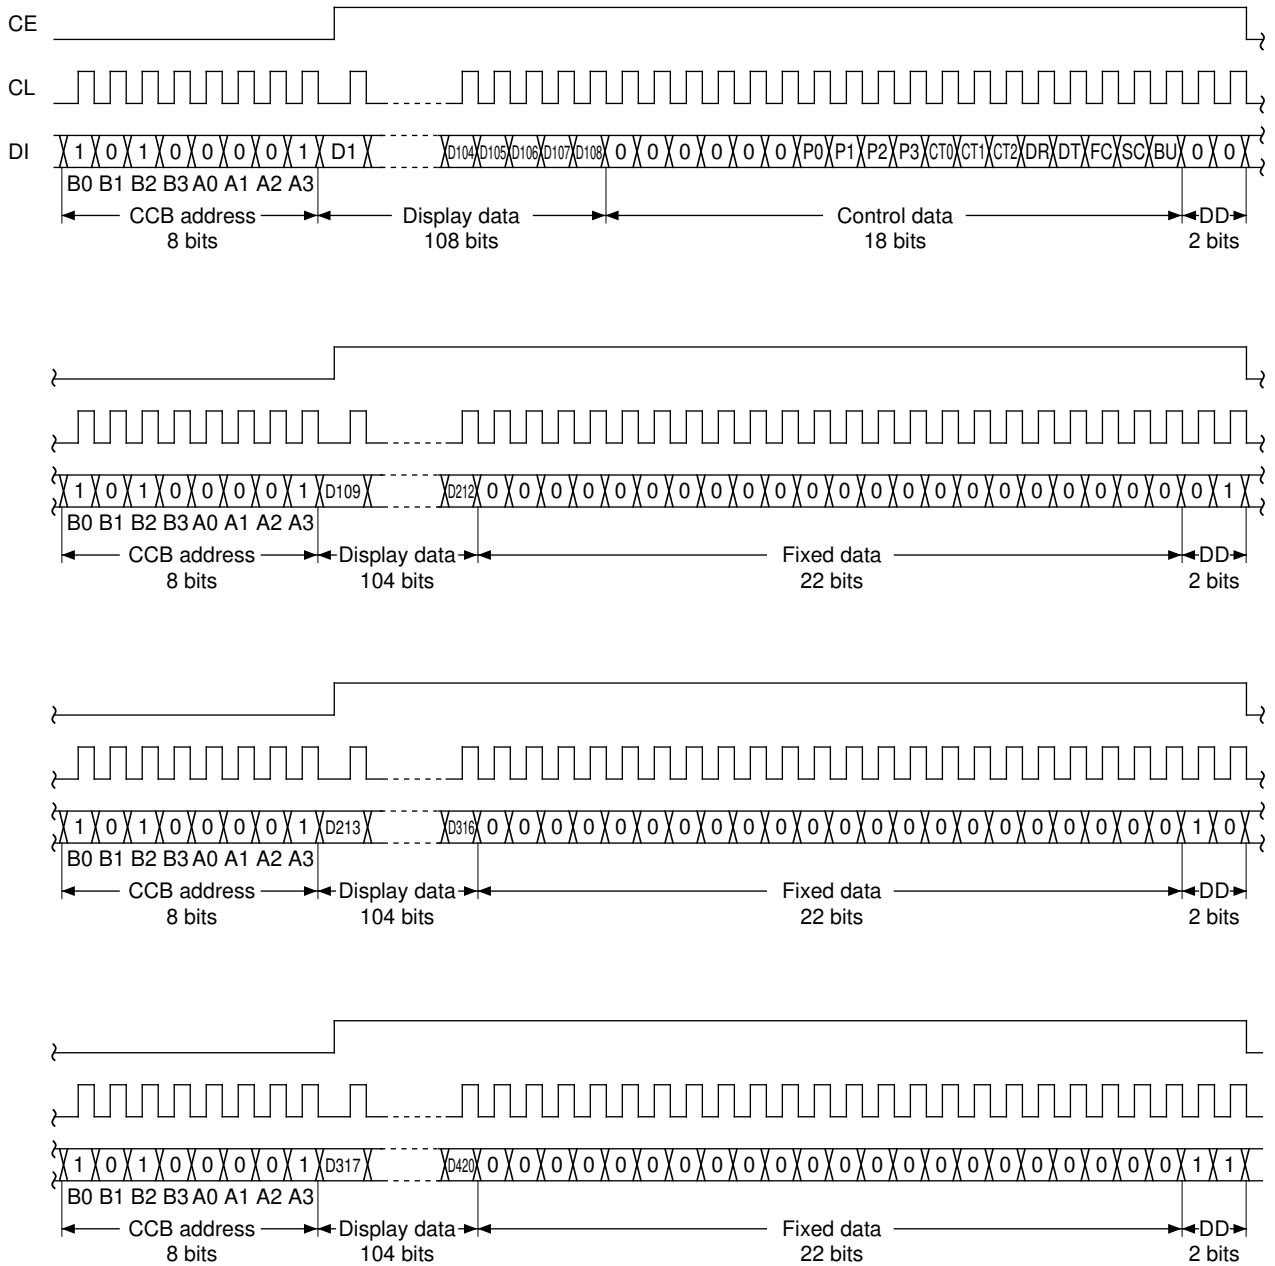 CE
CL
DI 1 0 1 0 0 0 0 1 D1 D104 D105 D106 D107 D108 0 0 0 0 0 0 P0 P1 P2 P3 CT0 CT1 CT2 DR DT FC SC BU 0 0
B0 B1 B2 B3 A0 A1 A2 A3
CCB address Display data Control data DD
8 bits 108 bits 18 bits 2 bits
1 0 1 0 0 0 0 1 D109 D212 0 0 0 0 0 0 0 0 0 0 0 0 0 0 0 0 0 0 0 0 0 0 0 1
B0 B1 B2 B3 A0 A1 A2 A3
CCB address Display data Fixed data DD
8 bits 104 bits 22 bits 2 bits
1 0 1 0 0 0 0 1 D213 D316 0 0 0 0 0 0 0 0 0 0 0 0 0 0 0 0 0 0 0 0 0 0 1 0
B0 B1 B2 B3 A0 A1 A2 A3
CCB address Display data Fixed data DD
8 bits 104 bits 22 bits 2 bits
1 0 1 0 0 0 0 1 D317 D420 0 0 0 0 0 0 0 0 0 0 0 0 0 0 0 0 0 0 0 0 0 0 1 1
B0 B1 B2 B3 A0 A1 A2 A3
CCB address Display data Fixed data DD
8 bits 104 bits 22 bits 2 bits